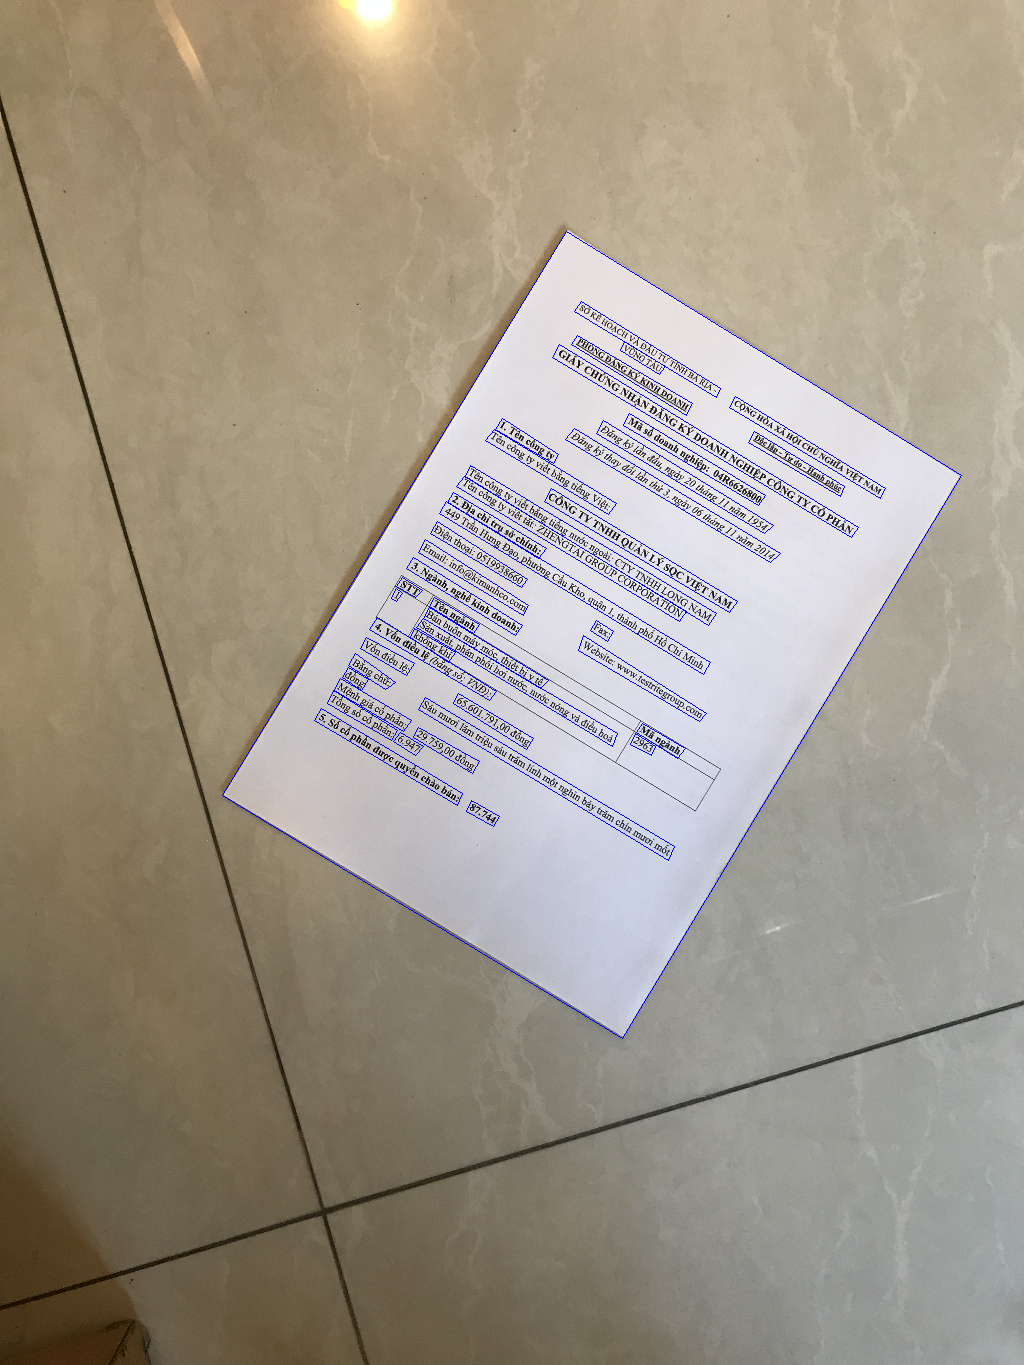 SỞ KẾ HOẠCH VÀ ĐẦU TƯ TỈNH BÀ RỊA -
VŨNG TÀU
PHÒNG ĐĂNG KÝ KINH DOANH
CỘNG HÒA XÃ HỘI CHỦ NGHĨA VIỆT NAM
Độc lập - Tự do - Hạnh phúc
GIẤY CHỨNG NHẬN ĐĂNG KÝ DOANH NGHIỆP CÔNG TY CỔ PHẦN
Mã số doanh nghiệp: 04R6626800
Đăng ký lần đầu, ngày 20 tháng 11 năm 1954
Đăng ký thay đổi lần thứ 3, ngày 06 tháng 11 năm 2014
1. Tên công ty
Tên công ty viết bằng tiếng Việt:
CÔNG TY TNHH QUẢN LÝ SQC VIỆT NAM
Tên công ty viết bằng tiếng nước ngoài: CTY TNHH LONG NAM
Tên công ty viết tắt: ZHENGTAI GROUP CORPORATION
2. Địa chỉ trụ sở chính:
449 Trần Hưng Đạo, phường Cầu Kho, quận 1, thành phố Hồ Chí Minh
Điện thoại: 0519938660
Fax:
Email: info@kimanhco.com
Website: www.testritegroup.com
3. Ngành, nghề kinh doanh:
STT
Tên ngành
Mã ngành
Bán buôn máy móc, thiết bị y tế
Sản xuất, phân phối hơi nước, nước nóng và điều hoà
không khí
2963
4. Vốn điều lệ (bằng số; VNĐ):
Vốn điều lệ:
65.601.791,00 đồng
Bằng chữ:
Sáu mươi lăm triệu sáu trăm linh một nghìn bảy trăm chín mươi mốt
đồng
Mệnh giá cổ phần:
29.759,00 đồng
Tổng số cổ phần:
6.947
5. Số cổ phần được quyền chào bán:
87.744